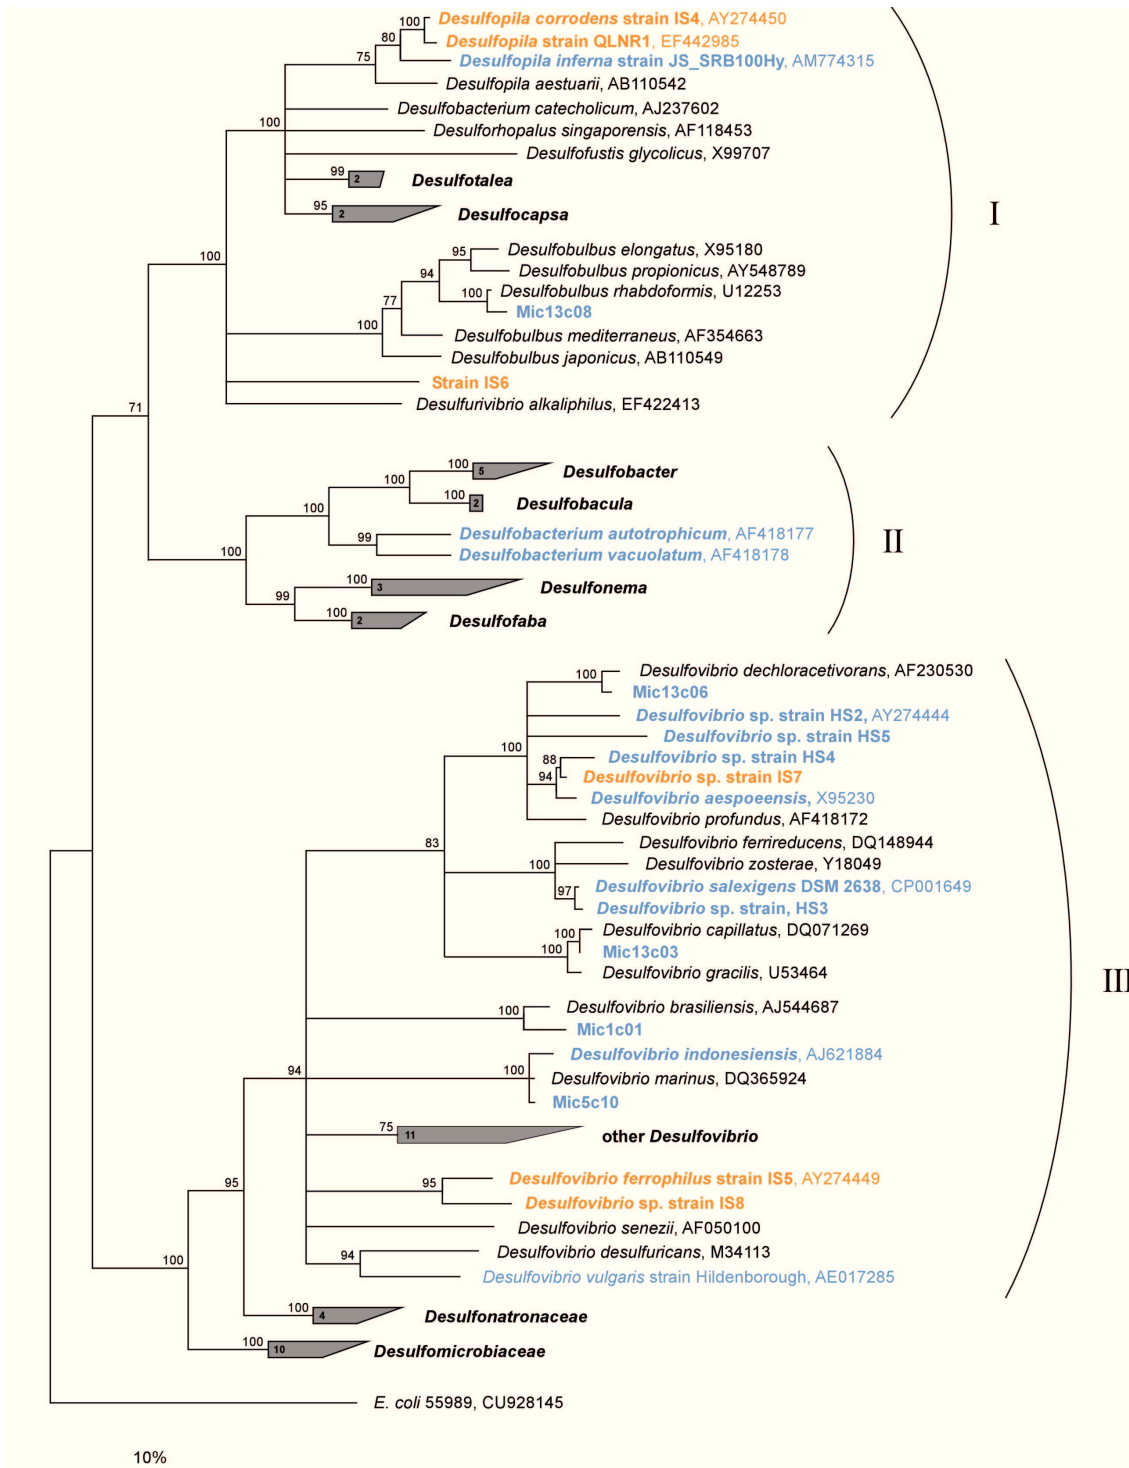 100 Desulfopila corrodens strain IS4, AY274450
80 Desulfopila strain QLNR1, EF442985
75 Desulfopila inferna strain JS_SRB100Hy, AM774315
Desulfopila aestuarii, AB110542
Desulfobacterium catecholicum, AJ237602
100 Desulforhopalus singaporensis, AF118453
Desulfofustis glycolicus, X99707
99 2 Desulfotalea
95 2 Desulfocapsa
I
100
95 Desulfobulbus elongatus, X95180
94 Desulfobulbus propionicus, AY548789
100 Desulfobulbus rhabdoformis, U12253
77 Mic13c08
100 Desulfobulbus mediterraneus, AF354663
Desulfobulbus japonicus, AB110549
Strain IS6
71 Desulfurivibrio alkaliphilus, EF422413
100 5 Desulfobacter
100
100 2 Desulfobacula
100
99 Desulfobacterium autotrophicum, AF418177
II
100 Desulfobacterium vacuolatum, AF418178
100 3 Desulfonema
99
100 2 Desulfofaba
100 Desulfovibrio dechloracetivorans, AF230530
Mic13c06
Desulfovibrio sp. strain HS2, AY274444
Desulfovibrio sp. strain HS5
100 88 Desulfovibrio sp. strain HS4
94 Desulfovibrio sp. strain IS7
Desulfovibrio aespoeensis, X95230
Desulfovibrio profundus, AF418172
83 Desulfovibrio ferrireducens, DQ148944
100 Desulfovibrio zosterae, Y18049
97 Desulfovibrio salexigens DSM 2638, CP001649
Desulfovibrio sp. strain, HS3
100 Desulfovibrio capillatus, DQ071269
100 Mic13c03
Desulfovibrio gracilis, U53464
III
100 Desulfovibrio brasiliensis, AJ544687
Mic1c01
Desulfovibrio indonesiensis, AJ621884
94 100 Desulfovibrio marinus, DQ365924
Mic5c10
75 11 other Desulfovibrio
95 95 Desulfovibrio ferrophilus strain IS5, AY274449
Desulfovibrio sp. strain IS8
Desulfovibrio senezii, AF050100
100 94 Desulfovibrio desulfuricans, M34113
Desulfovibrio vulgaris strain Hildenborough, AE017285
100 4 Desulfonatronaceae
100 10 Desulfomicrobiaceae
E. coli 55989, CU928145
10%